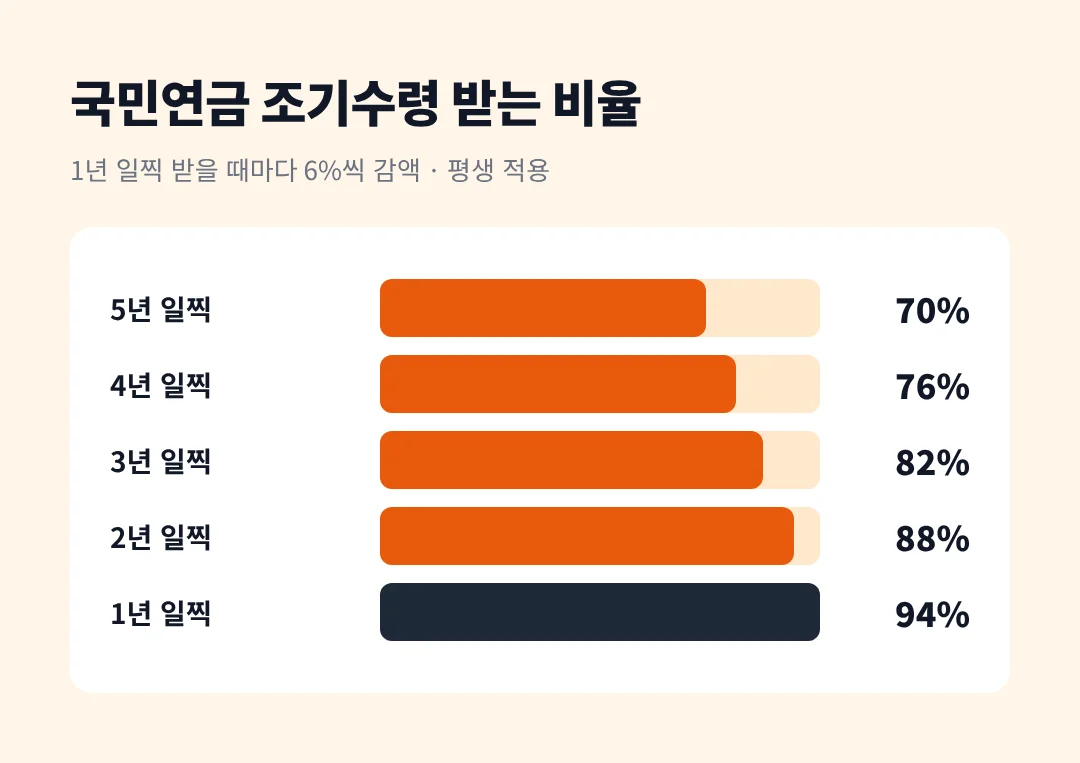 국민연금 조기수령 받는 비율
1년 일찍 받을 때마다 6%씩 감액 · 평생 적용
5년 일찍 70%
4년 일찍 76%
3년 일찍 82%
2년 일찍 88%
1년 일찍 94%